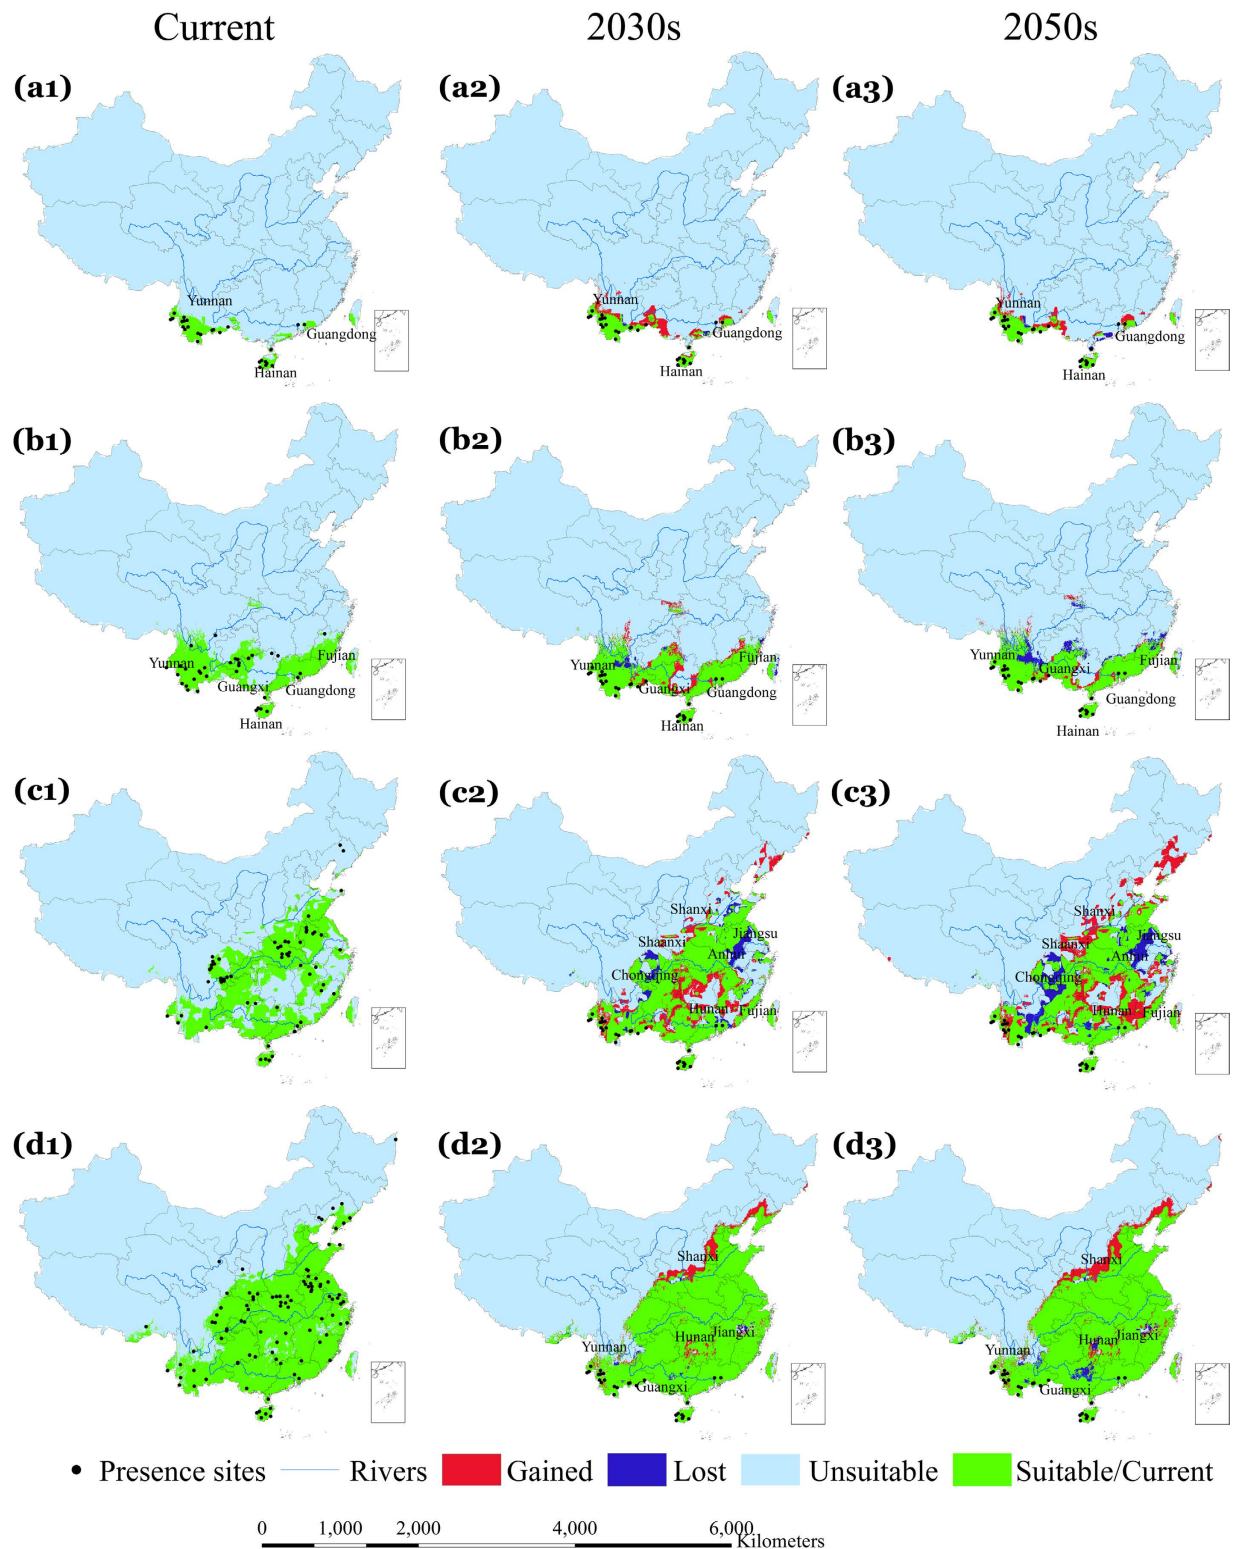 Current 2030s 2050s
(a1) (a2) (a3)
Yunnan Yunnan Yunnan
Guangdong Guangdong Guangdong
Hainan Hainan Hainan
(b1) (b2) (b3)
Yunnan Fujian Yunnan Fujian Yunnan Fujian
Guangxi Guangdong Guangxi Guangdong Guangxi Guangdong
Hainan Hainan Hainan
(c1) (c2) (c3)
Shanxi Shanxi
Shaanxi Jiangsu Shaanxi Jiangsu
Anhui Anhui
Chongqing Chongqing
Hunan Fujian Hunan Fujian
(d1) (d2) (d3)
Shanxi Shanxi
Hunan Jiangxi Hunan Jiangxi
Yunnan Yunnan
Guangxi Guangxi
Presence sites Rivers Gained Lost Unsuitable Suitable/Current
0 1,000 2,000 4,000 6,000
Kilometers